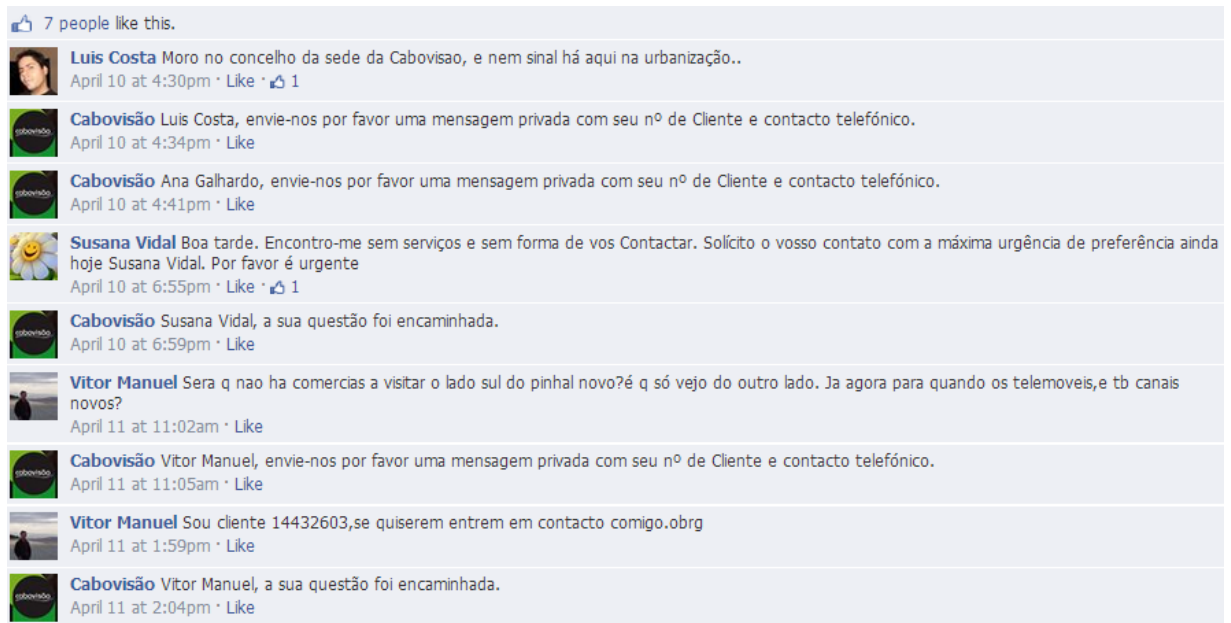 7 people like this.
Luis Costa Moro no concelho da sede da Cabovisao, e nem sinal há aqui na urbanização..
April 10 at 4:30pm · Like · 1
Cabovisão Luis Costa, envie-nos por favor uma mensagem privada com seu nº de Cliente e contacto telefónico.
April 10 at 4:34pm · Like
Cabovisão Ana Galhardo, envie-nos por favor uma mensagem privada com seu nº de Cliente e contacto telefónico.
April 10 at 4:41pm · Like
Susana Vidal Boa tarde. Encontro-me sem serviços e sem forma de vos Contactar. Solícito o vosso contato com a máxima urgência de preferência ainda
hoje Susana Vidal. Por favor é urgente
April 10 at 6:55pm · Like · 1
Cabovisão Susana Vidal, a sua questão foi encaminhada.
April 10 at 6:59pm · Like
Vitor Manuel Sera q nao ha comercias a visitar o lado sul do pinhal novo?é q só vejo do outro lado. Ja agora para quando os telemoveis,e tb canais
novos?
April 11 at 11:02am · Like
Cabovisão Vitor Manuel, envie-nos por favor uma mensagem privada com seu nº de Cliente e contacto telefónico.
April 11 at 11:05am · Like
Vitor Manuel Sou cliente 14432603,se quiserem entrem em contacto comigo.obrg
April 11 at 1:59pm · Like
Cabovisão Vitor Manuel, a sua questão foi encaminhada.
April 11 at 2:04pm · Like